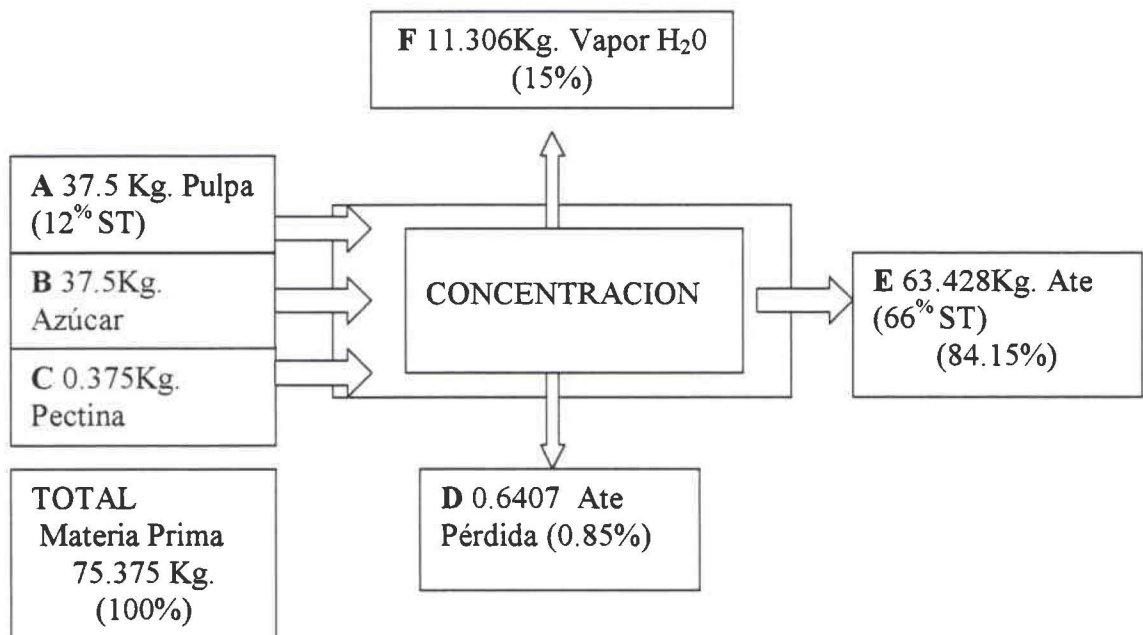 F 11.306Kg. Vapor H₂0
(15%)
A 37.5 Kg. Pulpa
(12% ST)
B 37.5Kg.
Azúcar
C 0.375Kg.
Pectina
CONCENTRACION
E 63.428Kg. Ate
(66% ST)
(84.15%)
TOTAL
Materia Prima
75.375 Kg.
(100%)
D 0.6407 Ate
Pérdida (0.85%)